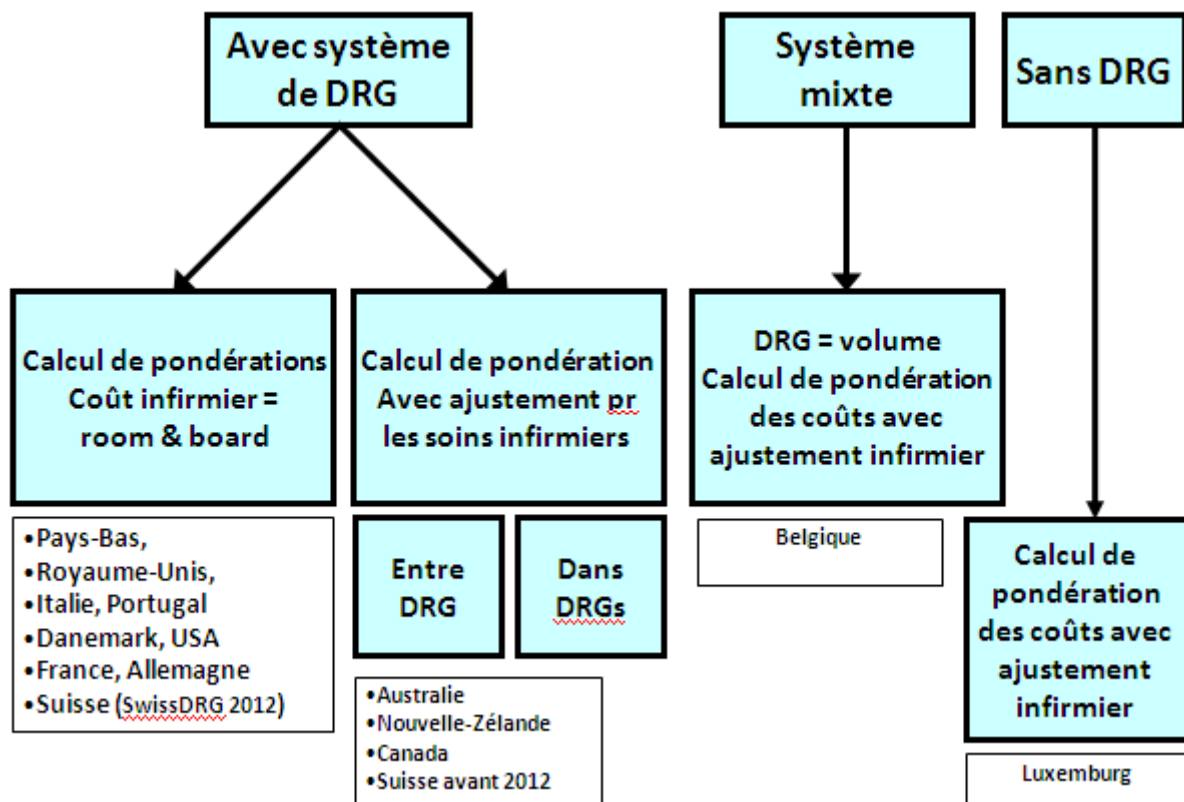 Avec système
de DRG
Système
mixte
Sans DRG
Calcul de pondérations
Coût infirmier =
room & board
Calcul de pondération
Avec ajustement pr
les soins infirmiers
DRG = volume
Calcul de pondération
des coûts avec
ajustement infirmier
•Pays-Bas,
•Royaume-Unis,
•Italie, Portugal
•Danemark, USA
•France, Allemagne
•Suisse (SwissDRG 2012)
Entre
DRG
Dans
DRGs
•Australie
•Nouvelle-Zélande
•Canada
•Suisse avant 2012
Belgique
Calcul de
pondération
des coûts avec
ajustement
infirmier
Luxemburg